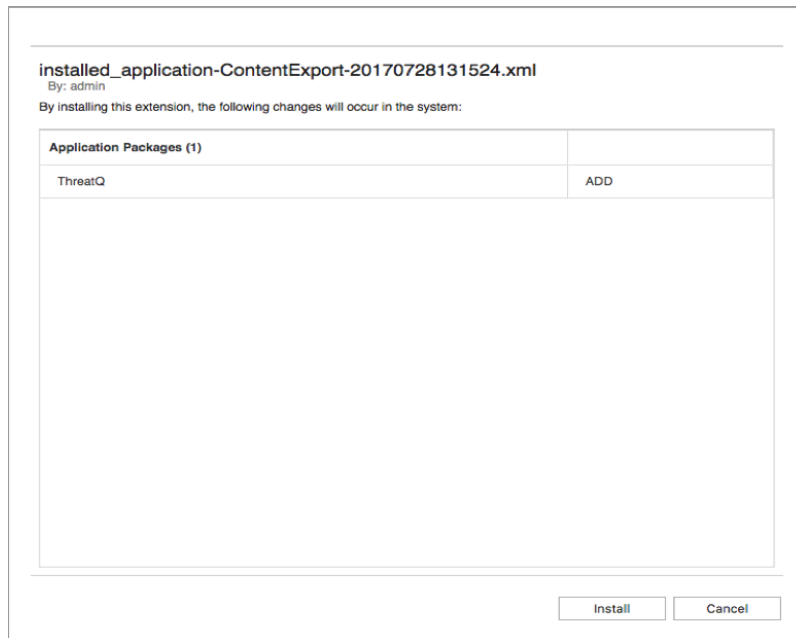 installed_application-ContentExport-20170728131524.xml
By: admin
By installing this extension, the following changes will occur in the system:
Application Packages (1)
ThreatQ ADD
Install Cancel